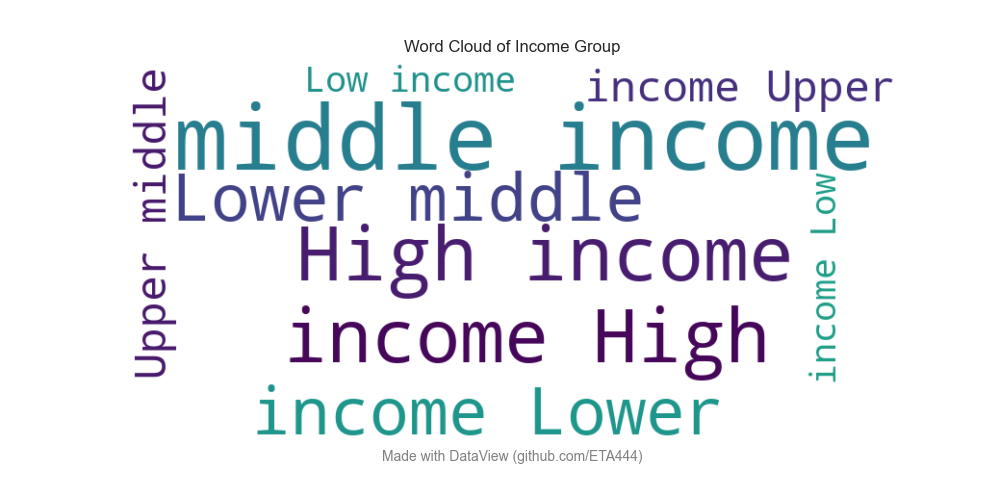 Word Cloud of Income Group
Low income
income Upper
Upper middle
middle income
Lower middle
income Low
High income
income High
income Lower
Made with DataView (github.com/ETA444)